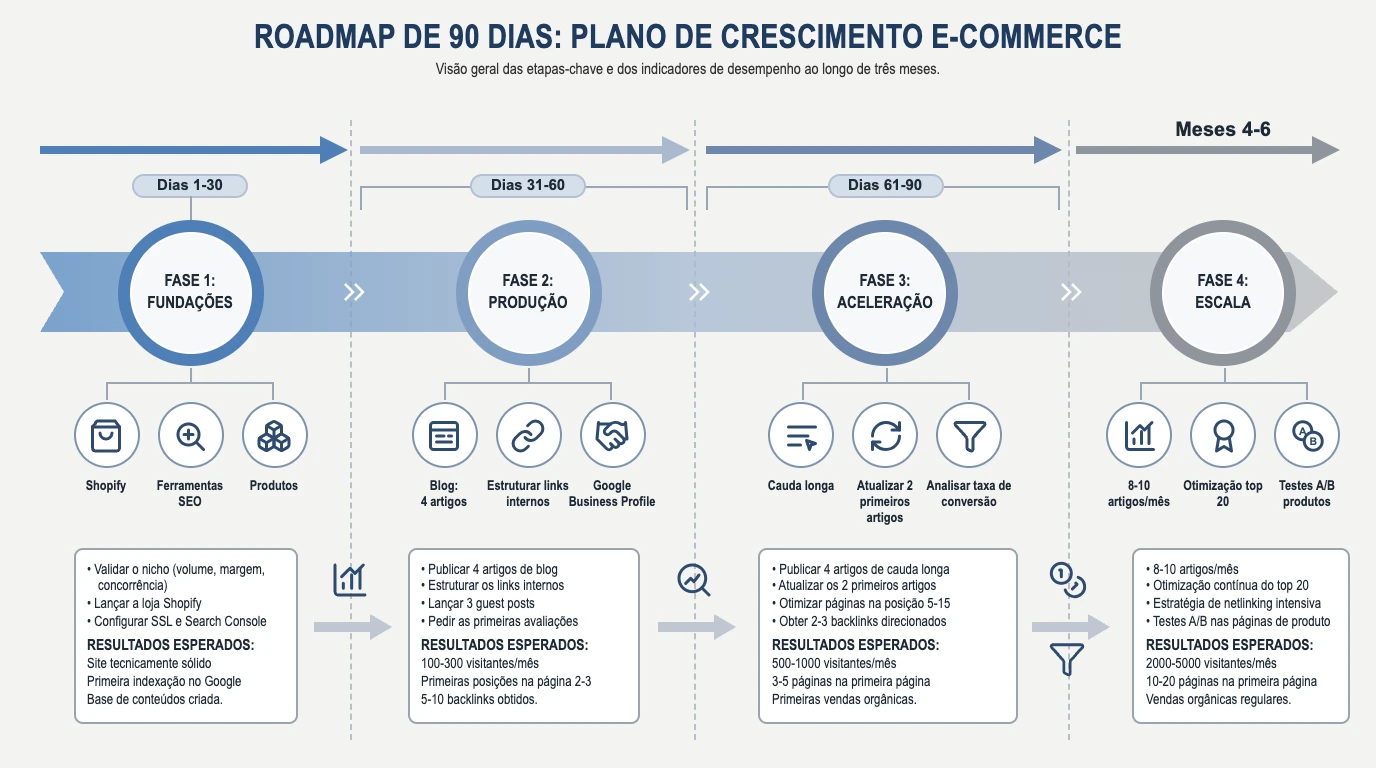 ROADMAP DE 90 DIAS: PLANO DE CRESCIMENTO E-COMMERCE
Visão geral das etapas-chave e dos indicadores de desempenho ao longo de três meses.
Meses 4-6
Dias 1-30
Dias 31-60
Dias 61-90
FASE 1:
FUNDAÇÕES
FASE 2:
PRODUÇÃO
FASE 3:
ACELERAÇÃO
FASE 4:
ESCALA
Shopify
Ferramentas
SEO
Produtos
Blog:
4 artigos
Estruturar links
internos
Google
Business Profile
Cauda longa
Atualizar 2
primeiros
artigos
Analisar taxa de
conversão
8-10
artigos/mês
Otimização top
20
A
B
Testes A/B
produtos
• Validar o nicho (volume, margem,
concorrência)
• Lançar a loja Shopify
• Configurar SSL e Search Console
RESULTADOS ESPERADOS:
Site tecnicamente sólido
Primeira indexação no Google
Base de conteúdos criada.
• Publicar 4 artigos de blog
• Estruturar os links internos
• Lançar 3 guest posts
• Pedir as primeiras avaliações
RESULTADOS ESPERADOS:
100-300 visitantes/mês
Primeiras posições na página 2-3
5-10 backlinks obtidos.
• Publicar 4 artigos de cauda longa
• Atualizar os 2 primeiros artigos
• Otimizar páginas na posição 5-15
• Obter 2-3 backlinks direcionados
RESULTADOS ESPERADOS:
500-1000 visitantes/mês
3-5 páginas na primeira página
Primeiras vendas orgânicas.
• 8-10 artigos/mês
• Otimização contínua do top 20
• Estratégia de netlinking intensiva
• Testes A/B nas páginas de produto
RESULTADOS ESPERADOS:
2000-5000 visitantes/mês
10-20 páginas na primeira página
Vendas orgânicas regulares.